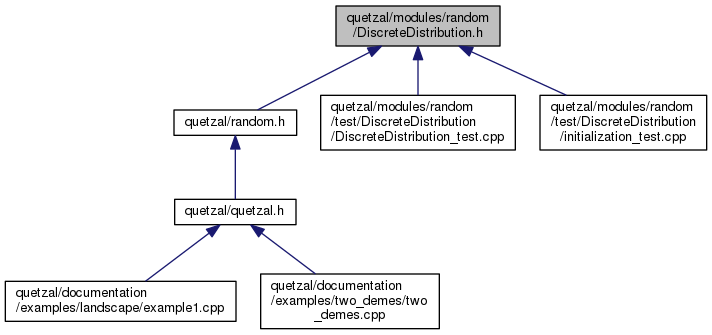 quetzal/modules/random
/DiscreteDistribution.h
quetzal/random.h
quetzal/modules/random
/test/DiscreteDistribution
/DiscreteDistribution_test.cpp
quetzal/modules/random
/test/DiscreteDistribution
/initialization_test.cpp
quetzal/quetzal.h
quetzal/documentation
/examples/landscape/example1.cpp
quetzal/documentation
/examples/two_demes/two
_demes.cpp